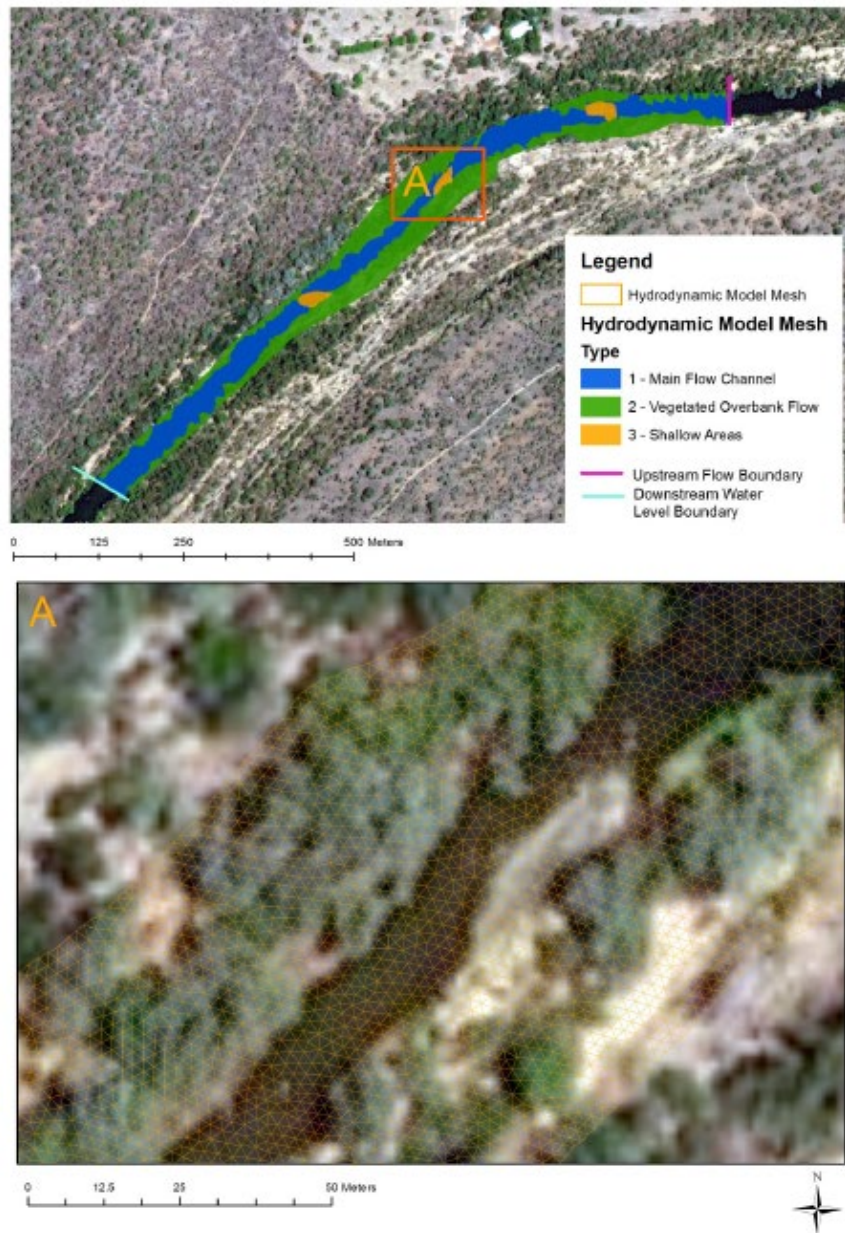 A
Legend
Hydrodynamic Model Mesh
Hydrodynamic Model Mesh
Type
1 - Main Flow Channel
2 - Vegetated Overbank Flow
3 - Shallow Areas
Upstream Flow Boundary
Downstream Water
Level Boundary
0 125 250 500 Meters
A
0 12.5 25 50 Meters
N